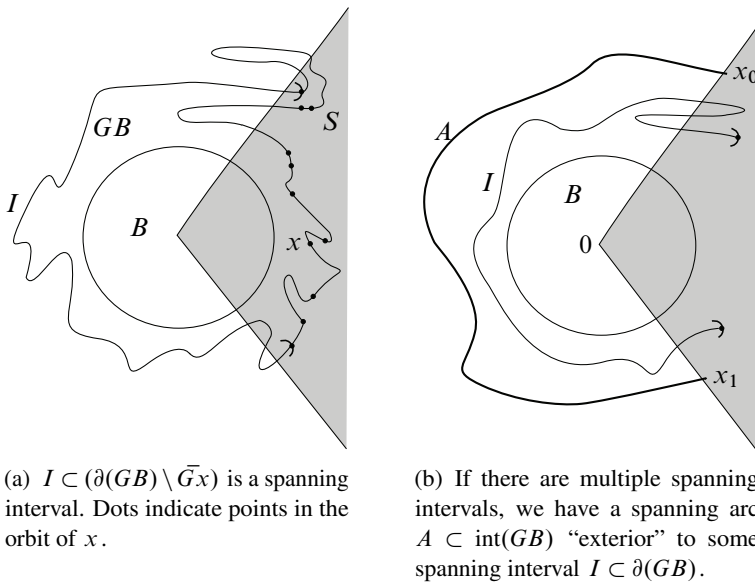 GB
S
I
B
x
x0
A
I
B
0
x1
(a) I ⊂ (∂(GB) \ Ḡx) is a spanning
interval. Dots indicate points in the
orbit of x.
(b) If there are multiple spanning
intervals, we have a spanning arc
A ⊂ int(GB) “exterior” to some
spanning interval I ⊂ ∂(GB).